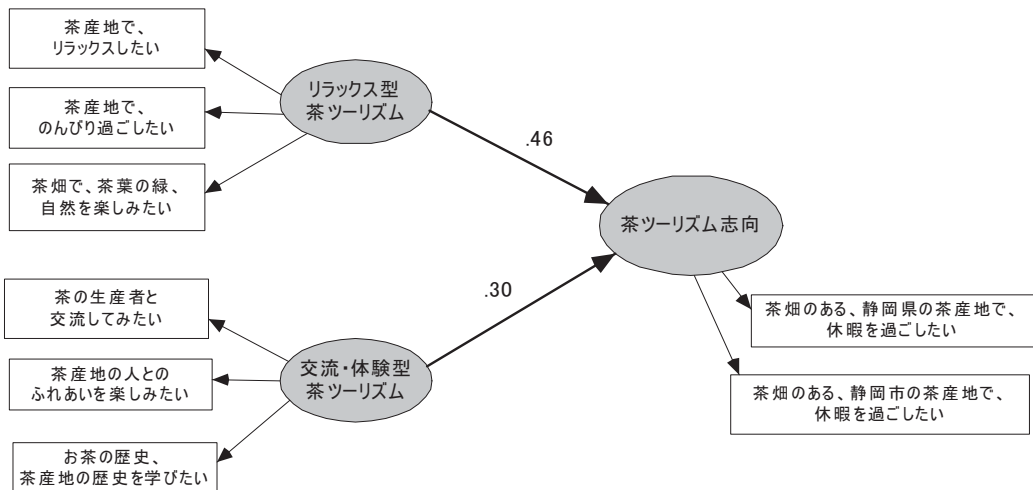 茶産地で、
リラックスしたい
茶産地で、
のんびり過ごしたい
茶畑で、茶葉の緑、
自然を楽しみたい
リラックス型
茶ツーリズム
.46
茶ツーリズム志向
茶の生産者と
交流してみたい
茶産地の人との
ふれあいを楽しみたい
お茶の歴史、
茶産地の歴史を学びたい
交流・体験型
茶ツーリズム
.30
茶畑のある、静岡県の茶産地で、
休暇を過ごしたい
茶畑のある、静岡市の茶産地で、
休暇を過ごしたい